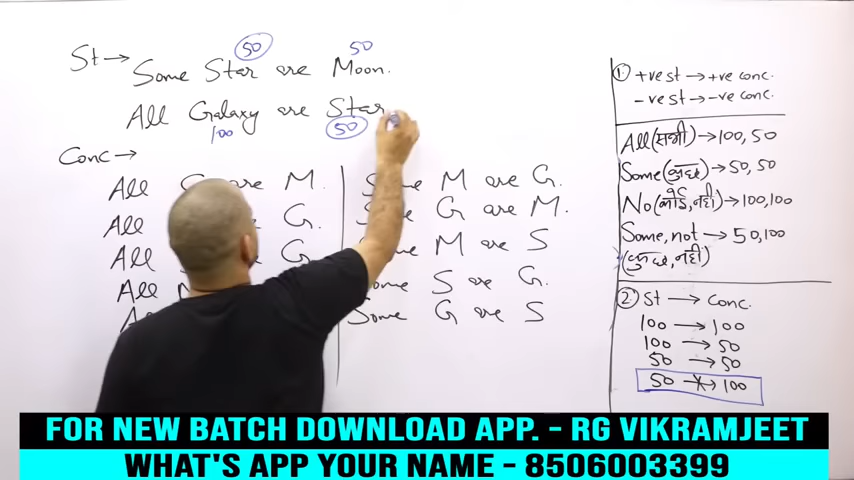 50 50
St → Some Star are Moon.
All Galaxy are Star
100 50
Conc →
All G are M.
All G.
All G
All
Some M are G.
G are M.
M are S
Some S are G.
Some G are S
① +ve st → +ve conc.
-ve st → -ve conc.
All (सभी) → 100, 50
Some (कुछ) → 50, 50
No (कोई, नहीं) → 100, 100
Some, not → 50, 100
(कुछ, नहीं)
② St → Conc.
100 → 100
100 → 50
50 → 50
50 → 100
FOR NEW BATCH DOWNLOAD APP. - RG VIKRAMJEET
WHAT'S APP YOUR NAME - 8506003399